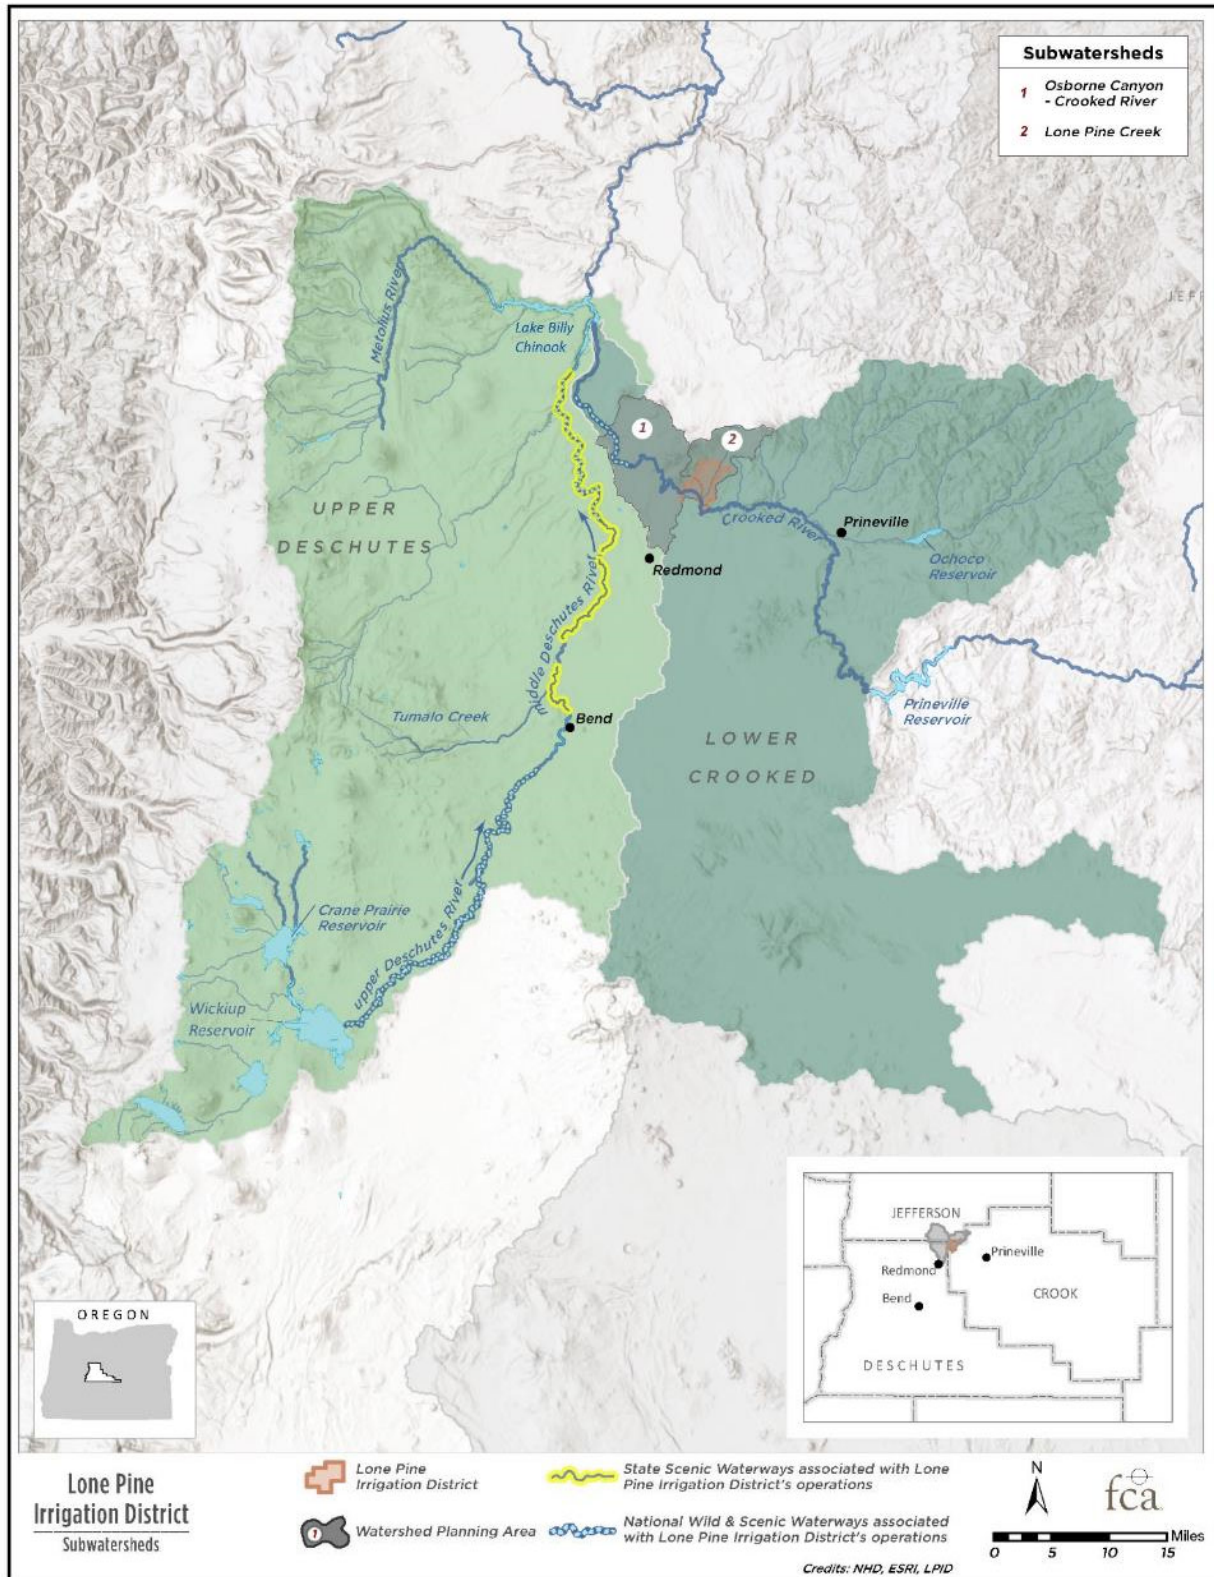 Subwatersheds
1 Osborne Canyon
- Crooked River
2 Lone Pine Creek
Metolius River
Lake Billy
Chinook
1
2
UPPER
DESCHUTES
Crooked River
Prineville
Ochoco
Reservoir
Redmond
middle Deschutes River
Prineville
Reservoir
Tumalo Creek
Bend
LOWER
CROOKED
Crane Prairie
Reservoir
upper Deschutes River
Wickiup
Reservoir
JEFFERSON
Prineville
Redmond
Bend
CROOK
DESCHUTES
OREGON
Lone Pine
Irrigation District
Subwatersheds
Lone Pine
Irrigation District
1 Watershed Planning Area
State Scenic Waterways associated with Lone
Pine Irrigation District's operations
National Wild & Scenic Waterways associated
with Lone Pine Irrigation District's operations
N
fca
Miles
0 5 10 15
Credits: NHD, ESRI, LPID